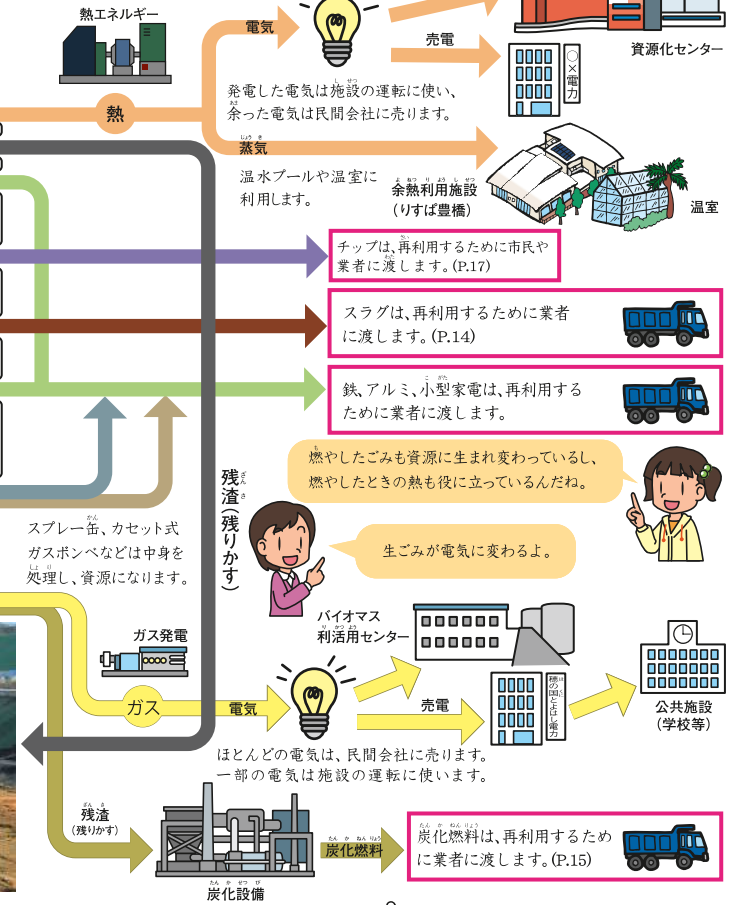 熱エネルギー
電気
売電
〇×電力
資源化センター
発電した電気は施設の運転に使い、
余った電気は民間会社に売ります。
熱
蒸気
温水プールや温室に
利用します。
余熱利用施設
(りすぱ豊橋)
温室
チップは、再利用するために市民や
業者に渡します。(P.17)
スラグは、再利用するために業者
に渡します。(P.14)
鉄、アルミ、小型家電は、再利用する
ために業者に渡します。
燃やしたごみも資源に生まれ変わっているし、
燃やしたときの熱も役に立っているんだね。
残渣(残りかす)
生ごみが電気に変わるよ。
スプレー缶、カセット式
ガスボンベなどは中身を
処理し、資源になります。
ガス発電
バイオマス
利活用センター
ガス
電気
売電
穂の国とよはし電力
公共施設
(学校等)
ほとんどの電気は、民間会社に売ります。
一部の電気は施設の運転に使います。
残渣
(残りかす)
炭化設備
炭化燃料
炭化燃料は、再利用するため
に業者に渡します。(P.15)